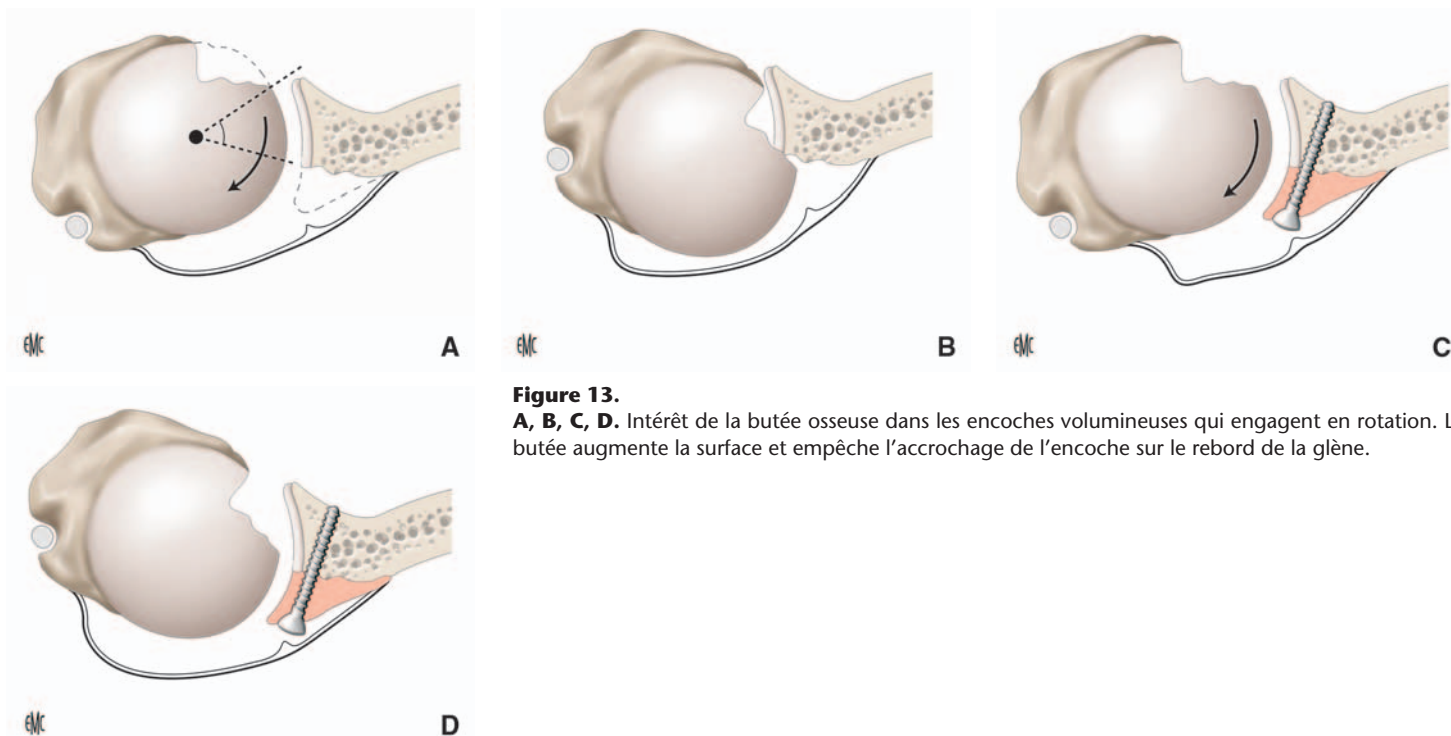 EMC
A
EMC
B
EMC
C
Figure 13.
A, B, C, D. Intérêt de la butée osseuse dans les encoches volumineuses qui engagent en rotation. L
butée augmente la surface et empêche l'accrochage de l'encoche sur le rebord de la glène.
EMC
D